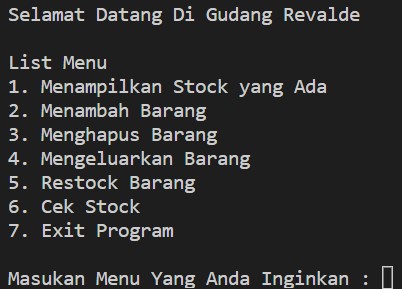 Selamat Datang Di Gudang Revalde
List Menu
1. Menampilkan Stock yang Ada
2. Menambah Barang
3. Menghapus Barang
4. Mengeluarkan Barang
5. Restock Barang
6. Cek Stock
7. Exit Program
Masukan Menu Yang Anda Inginkan :